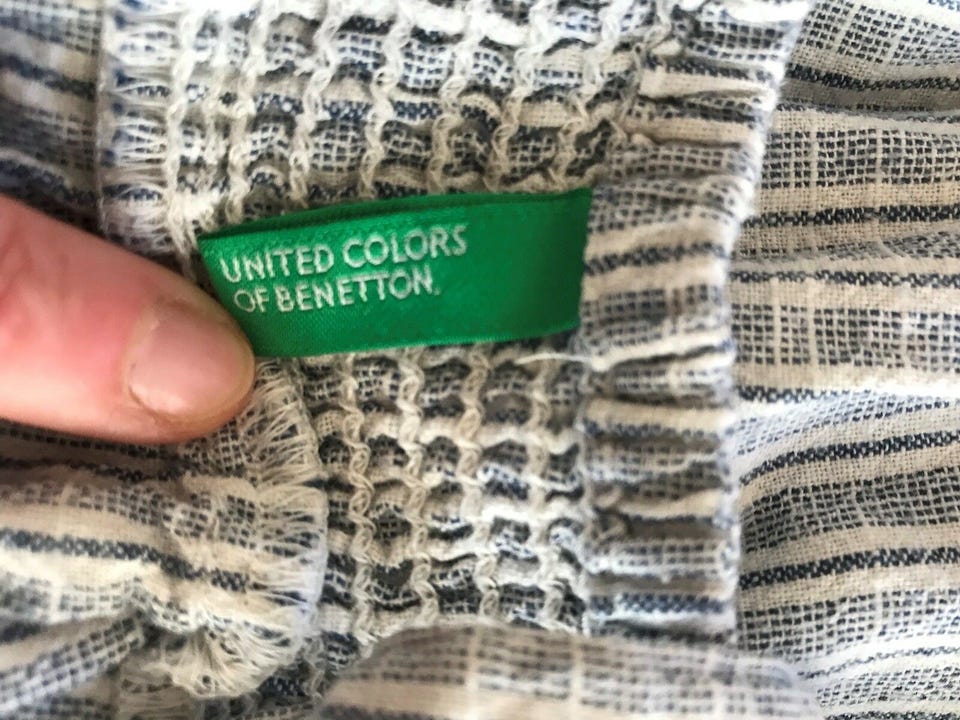 UNITED COLORS
OF BENETTON.